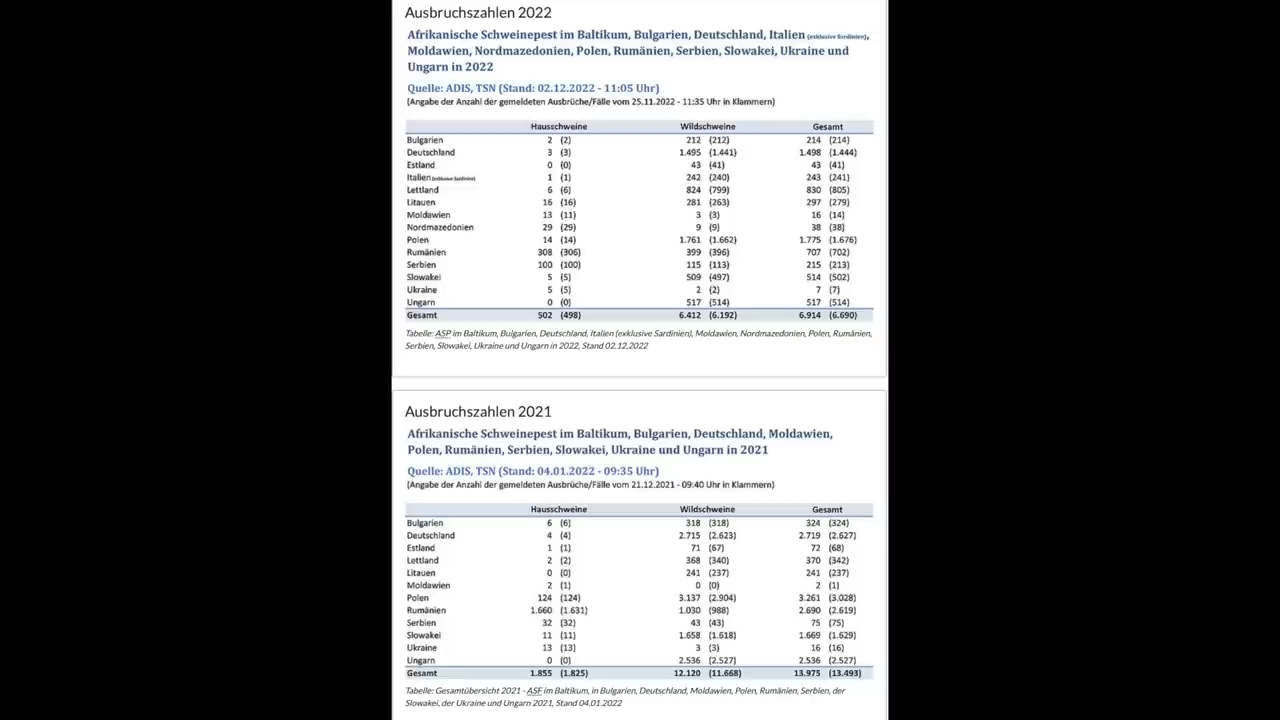 Ausbruchszahlen 2022
Afrikanische Schweinepest im Baltikum, Bulgarien, Deutschland, Italien (exklusive Sardinien),
Moldawien, Nordmazedonien, Polen, Rumänien, Serbien, Slowakei, Ukraine und
Ungarn in 2022
Quelle: ADIS, TSN (Stand: 02.12.2022 - 11:05 Uhr)
(Angabe der Anzahl der gemeldeten Ausbrüche/Fälle vom 25.11.2022 - 11:35 Uhr in Klammern)
Hausschweine Wildschweine Gesamt
Bulgarien 2 (2) 212 (212) 214 (214)
Deutschland 3 (3) 1.495 (1.441) 1.498 (1.444)
Estland 0 (0) 43 (41) 43 (41)
Italien (exklusive Sardinien) 1 (1) 242 (240) 243 (241)
Lettland 6 (6) 824 (799) 830 (805)
Litauen 16 (16) 281 (263) 297 (279)
Moldawien 13 (11) 3 (3) 16 (14)
Nordmazedonien 29 (29) 9 (9) 38 (38)
Polen 14 (14) 1.761 (1.662) 1.775 (1.676)
Rumänien 308 (306) 399 (396) 707 (702)
Serbien 100 (100) 115 (113) 215 (213)
Slowakei 5 (5) 509 (497) 514 (502)
Ukraine 5 (5) 2 (2) 7 (7)
Ungarn 0 (0) 517 (514) 517 (514)
Gesamt 502 (498) 6.412 (6.192) 6.914 (6.690)
Tabelle: ASP im Baltikum, Bulgarien, Deutschland, Italien (exklusive Sardinien), Moldawien, Nordmazedonien, Polen, Rumänien,
Serbien, Slowakei, Ukraine und Ungarn in 2022, Stand 02.12.2022
Ausbruchszahlen 2021
Afrikanische Schweinepest im Baltikum, Bulgarien, Deutschland, Moldawien,
Polen, Rumänien, Serbien, Slowakei, Ukraine und Ungarn in 2021
Quelle: ADIS, TSN (Stand: 04.01.2022 - 09:35 Uhr)
(Angabe der Anzahl der gemeldeten Ausbrüche/Fälle vom 21.12.2021 - 09:40 Uhr in Klammern)
Hausschweine Wildschweine Gesamt
Bulgarien 6 (6) 318 (318) 324 (324)
Deutschland 4 (4) 2.715 (2.623) 2.719 (2.627)
Estland 1 (1) 71 (67) 72 (68)
Lettland 2 (2) 368 (340) 370 (342)
Litauen 0 (0) 241 (237) 241 (237)
Moldawien 2 (1) 0 (0) 2 (1)
Polen 124 (124) 3.137 (2.904) 3.261 (3.028)
Rumänien 1.660 (1.631) 1.030 (988) 2.690 (2.619)
Serbien 32 (32) 43 (43) 75 (75)
Slowakei 11 (11) 1.658 (1.618) 1.669 (1.629)
Ukraine 13 (13) 3 (3) 16 (16)
Ungarn 0 (0) 2.536 (2.527) 2.536 (2.527)
Gesamt 1.855 (1.825) 12.120 (11.668) 13.975 (13.493)
Tabelle: Gesamtübersicht 2021 - ASF im Baltikum, in Bulgarien, Deutschland, Moldawien, Polen, Rumänien, Serbien, der
Slowakei, der Ukraine und Ungarn 2021, Stand 04.01.2022